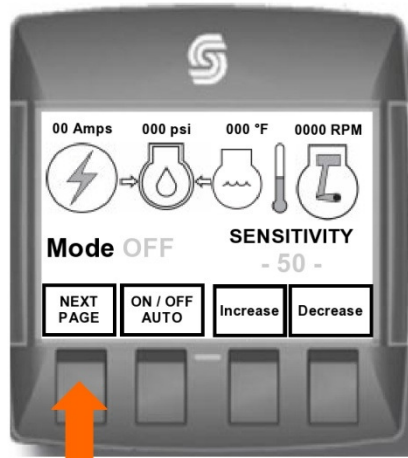 00 Amps 000 psi 000 °F 0000 RPM
Mode OFF
SENSITIVITY
- 50 -
NEXT
PAGE
ON / OFF
AUTO
Increase
Decrease